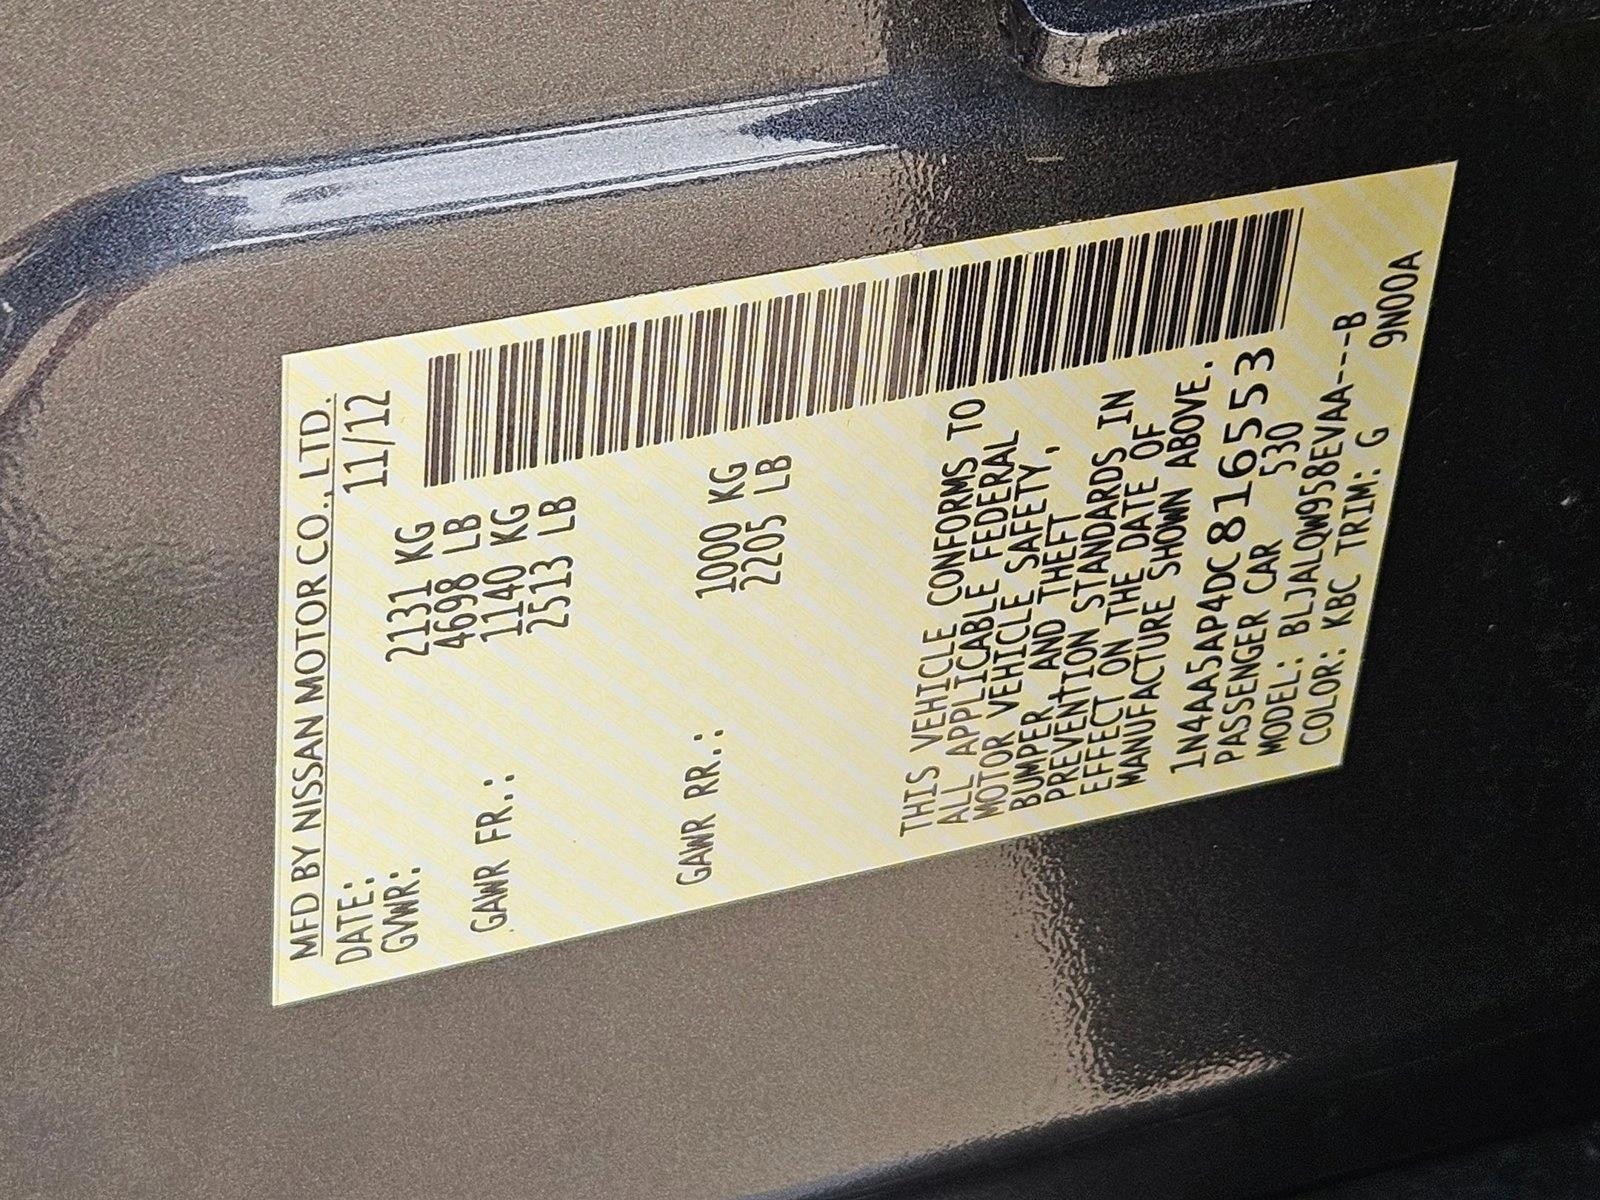 MFD BY NISSAN MOTOR CO., LTD.
DATE: 11/12
GVWR: 2131 KG
4698 LB
GAWR FR.: 1140 KG
2513 LB
GAWR RR.: 1000 KG
2205 LB
THIS VEHICLE CONFORMS TO
ALL APPLICABLE FEDERAL
MOTOR VEHICLE SAFETY,
BUMPER, AND THEFT
PREVENTION STANDARDS IN
EFFECT ON THE DATE OF
MANUFACTURE SHOWN ABOVE.
1N4AA5AP4DC816553
PASSENGER CAR 530
MODEL: BLJALQW958EVAA---B
COLOR: KBC TRIM: G 9N00A